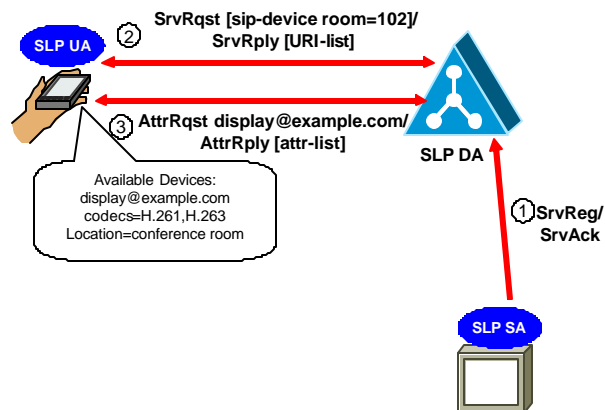 SrvRqst [sip-device room=102]/
SrvRply [URI-list]
SLP UA
2
3
AttrRqst display@example.com/
AttrRply [attr-list]
SLP DA
Available Devices:
display@example.com
codecs=H.261,H.263
Location=conference room
1
SrvReg/
SrvAck
SLP SA